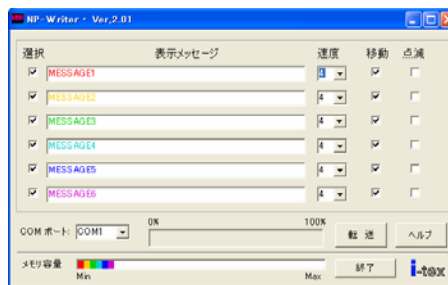 NP-Writer - Ver,2.01
選択 表示メッセージ 速度 移動 点滅
MESSAGE1 4
MESSAGE2 4
MESSAGE3 4
MESSAGE4 4
MESSAGE5 4
MESSAGE6 4
0% 100%
COM ポート: COM1 転 送 ヘルプ
メモリ容量 Min Max 終了 i-tox